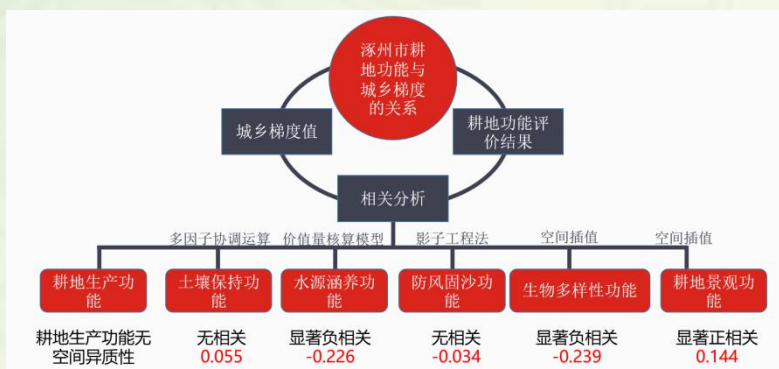 涿州市耕
地功能与
城乡梯度
的关系
城乡梯度值
耕地功能评
价结果
相关分析
多因子协调运算
价值量核算模型
影子工程法
空间插值
空间插值
耕地生产功
能
土壤保持功
能
水源涵养功
能
防风固沙功
能
生物多样性功能
耕地景观功
能
耕地生产功能无
空间异质性
无相关
0.055
显著负相关
-0.226
无相关
-0.034
显著负相关
-0.239
显著正相关
0.144